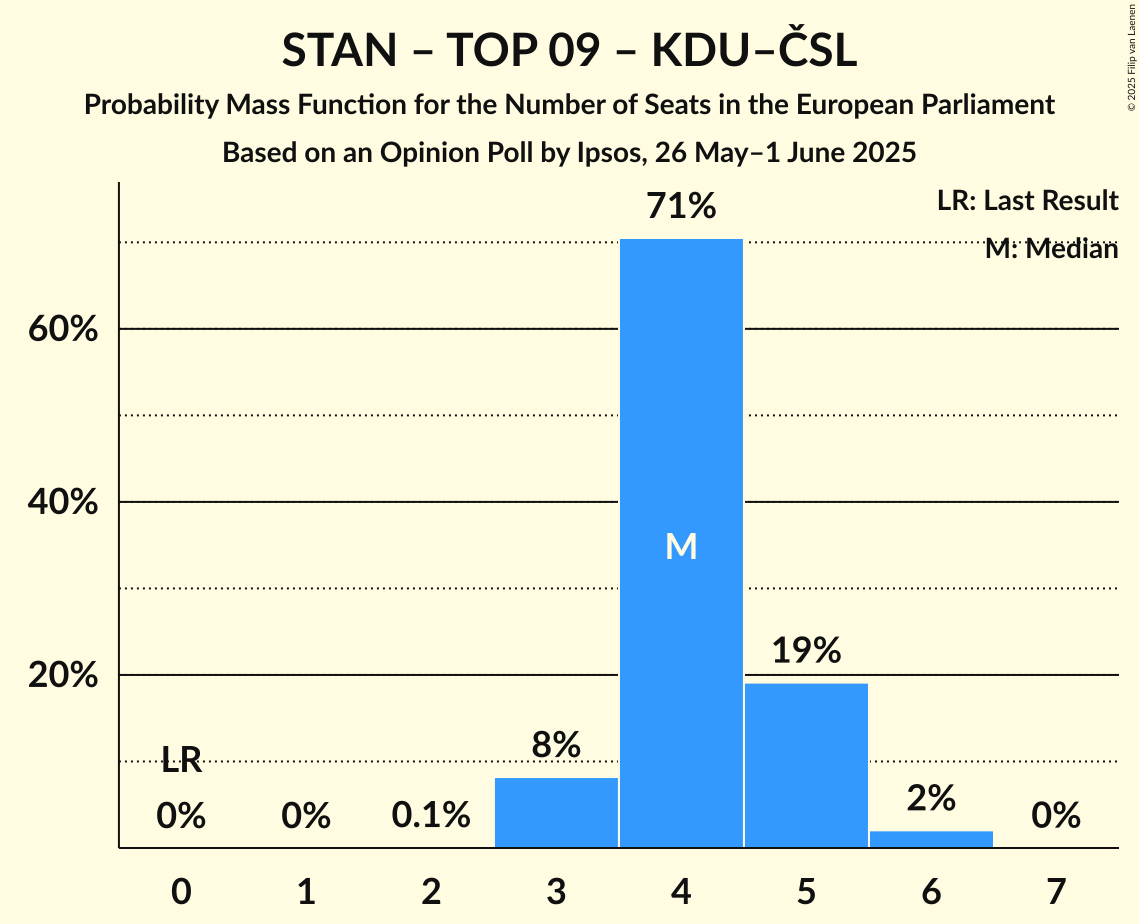 STAN – TOP 09 – KDU–ČSL
Probability Mass Function for the Number of Seats in the European Parliament
Based on an Opinion Poll by Ipsos, 26 May–1 June 2025
© 2025 Filip van Laenen
LR: Last Result
M: Median
71%
60%
40%
M
20%
19%
8%
LR
0%
0%
0.1%
2%
0%
0 1 2 3 4 5 6 7